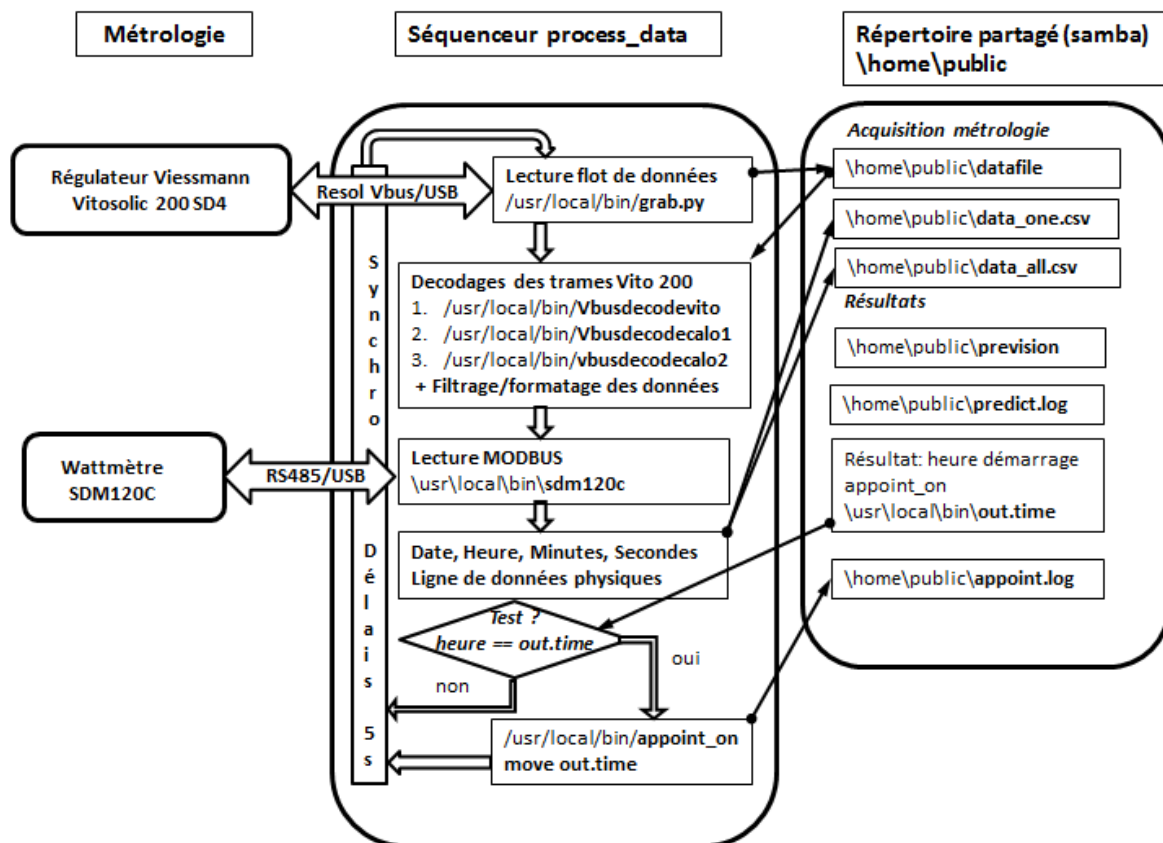 Métrologie
Séquenceur process_data
Répertoire partagé (samba)
\home\public
Régulateur Viessmann
Vitosolic 200 SD4
Resol Vbus/USB
Wattmètre
SDM120C
RS485/USB
Synchro
Délais 5s
Lecture flot de données
/usr/local/bin/grab.py
Decodages des trames Vito 200
1. /usr/local/bin/Vbusdecodevito
2. /usr/local/bin/Vbusdecodecalo1
3. /usr/local/bin/vbusdecodecalo2
+ Filtrage/formatage des données
Lecture MODBUS
\usr\local\bin\sdm120c
Date, Heure, Minutes, Secondes
Ligne de données physiques
Test ?
heure == out.time
oui
non
/usr/local/bin/appoint_on
move out.time
Acquisition métrologie
\home\public\datafile
\home\public\data_one.csv
\home\public\data_all.csv
Résultats
\home\public\prevision
\home\public\predict.log
Résultat: heure démarrage
appoint_on
\usr\local\bin\out.time
\home\public\appoint.log